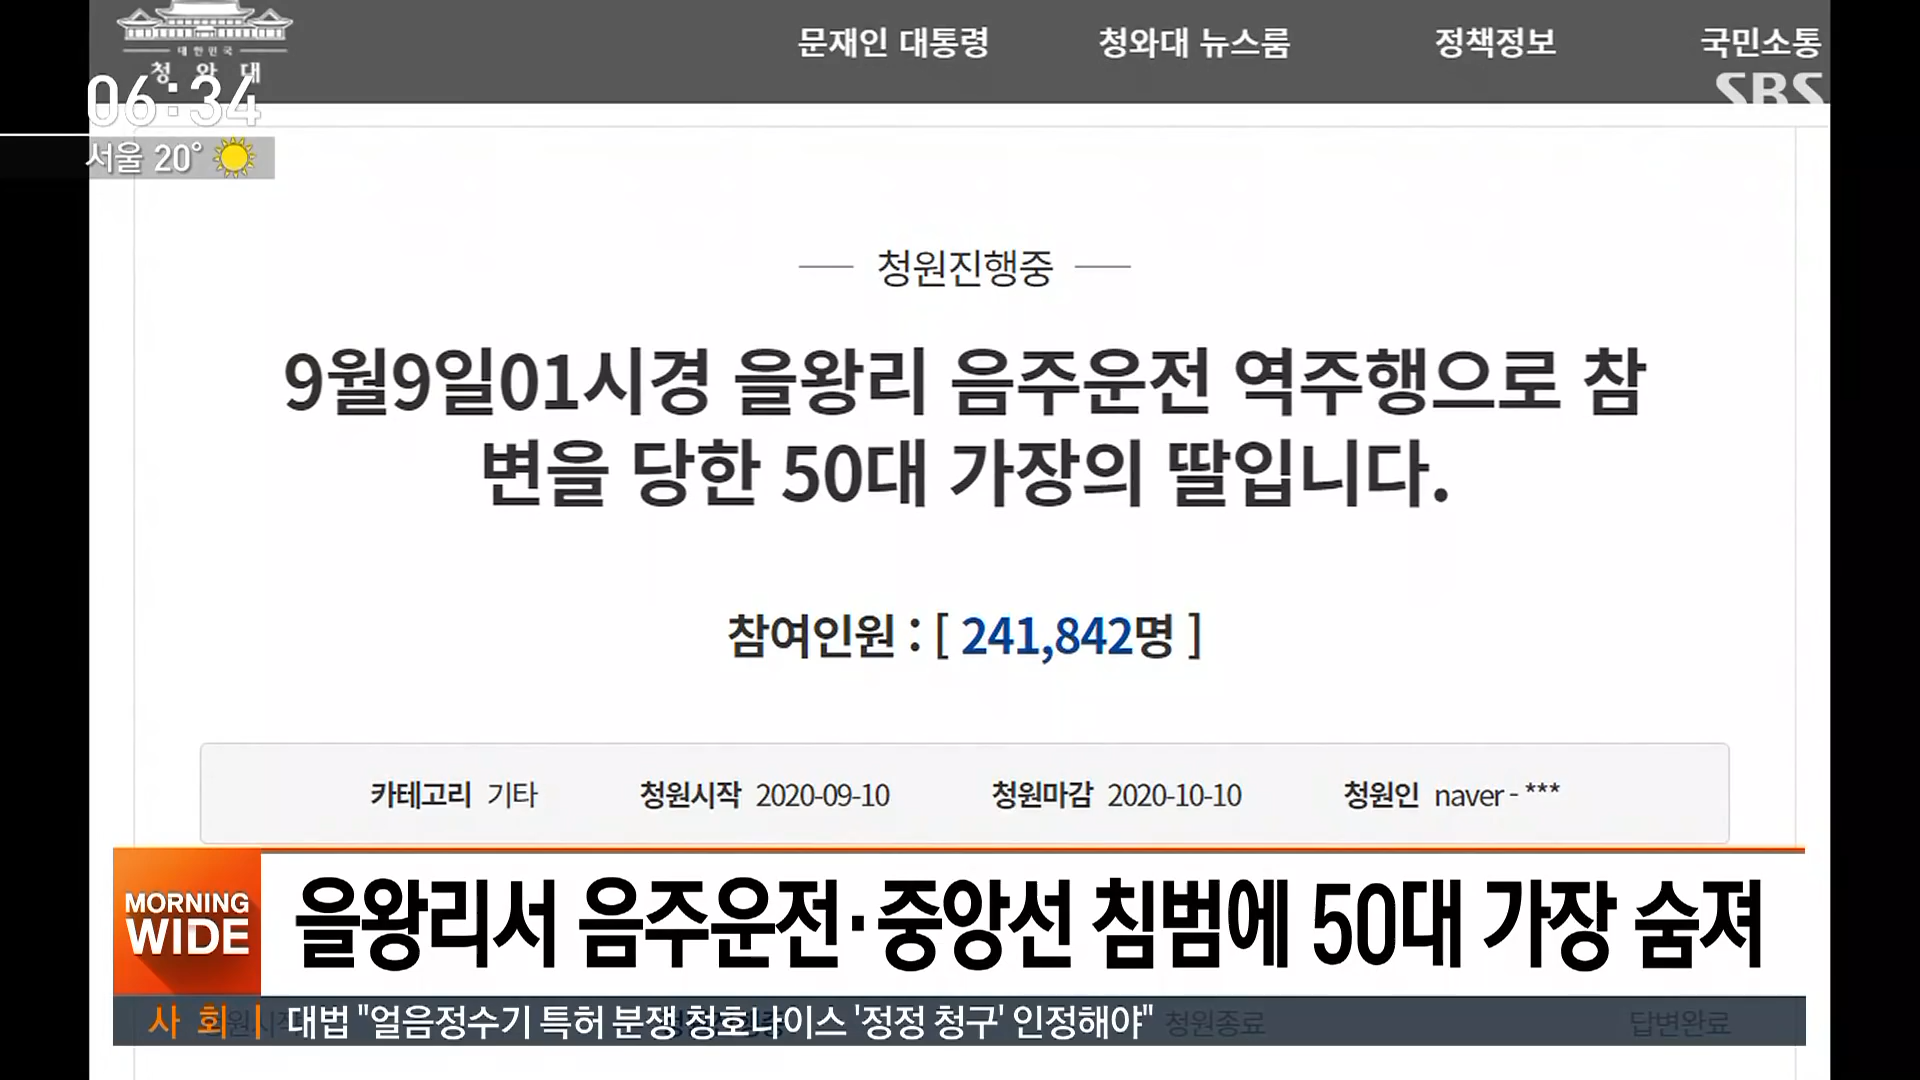 대한민국
청와대
문재인 대통령 청와대 뉴스룸 정책정보 국민소통
SBS
06:34
서울 20°
청원진행중
9월9일01시경 을왕리 음주운전 역주행으로 참
변을 당한 50대 가장의 딸입니다.
참여인원 : [ 241,842명 ]
카테고리 기타 청원시작 2020-09-10 청원마감 2020-10-10 청원인 naver - ***
MORNING
WIDE
을왕리서 음주운전·중앙선 침범에 50대 가장 숨져
사 회 | 대법 "얼음정수기 특허 분쟁 청호나이스 '정정 청구' 인정해야"
청원종료 답변완료